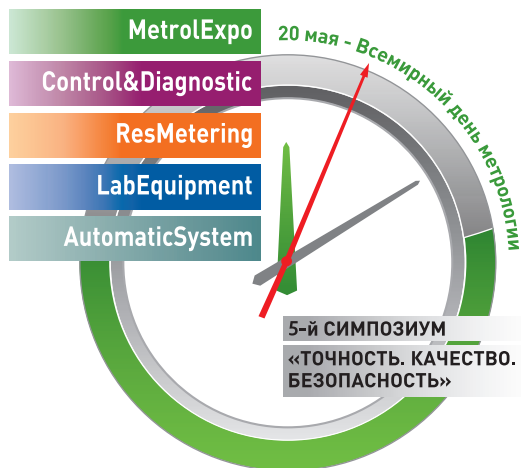 MetrolExpo
Control&Diagnostic
ResMetering
LabEquipment
AutomaticSystem
20 мая - Всемирный день метрологии
5-й СИМПОЗИУМ
«ТОЧНОСТЬ. КАЧЕСТВО.
БЕЗОПАСНОСТЬ»